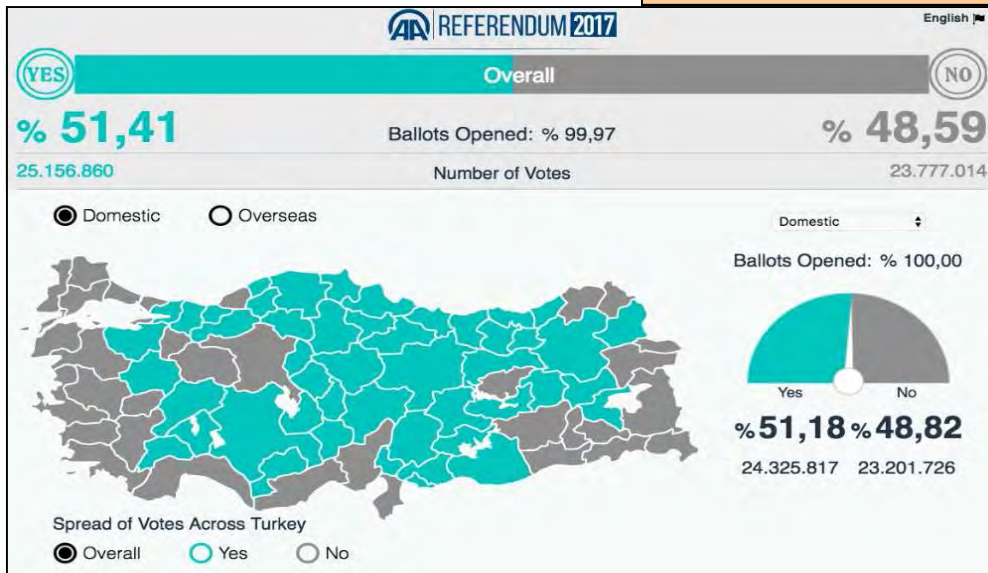 AA REFERENDUM 2017
English
YES Overall NO
% 51,41 Ballots Opened: % 99,97 % 48,59
25.156.860 Number of Votes 23.777.014
Domestic Overseas
Domestic
Ballots Opened: % 100,00
Yes No
%51,18 %48,82
24.325.817 23.201.726
Spread of Votes Across Turkey
Overall Yes No